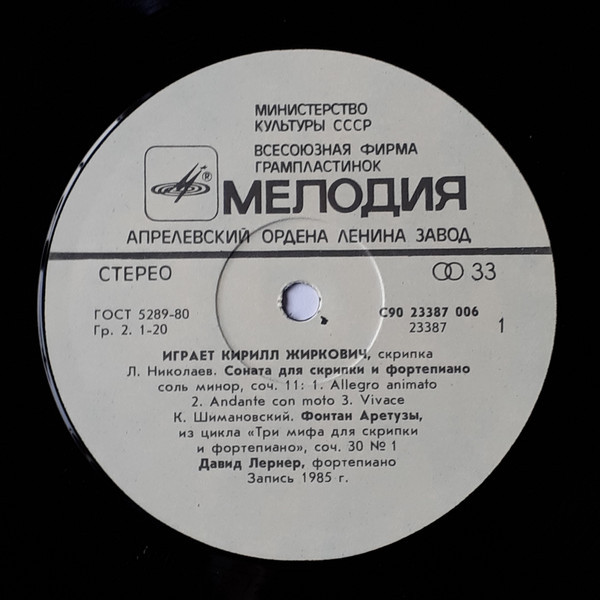 МИНИСТЕРСТВО
КУЛЬТУРЫ СССР
ВСЕСОЮЗНАЯ ФИРМА
ГРАМПЛАСТИНОК
®
МЕЛОДИЯ
АПРЕЛЕВСКИЙ ОРДЕНА ЛЕНИНА ЗАВОД
СТЕРЕО 33
ГОСТ 5289-80 С90 23387 006
Гр. 2. 1-20 23387 1
ИГРАЕТ КИРИЛЛ ЖИРКОВИЧ, скрипка
Л. Николаев. Соната для скрипки и фортепиано
соль минор, соч. 11: 1. Allegro animato
2. Andante con moto 3. Vivace
К. Шимановский. Фонтан Аретузы,
из цикла «Три мифа для скрипки
и фортепиано», соч. 30 № 1
Давид Лернер, фортепиано
Запись 1985 г.